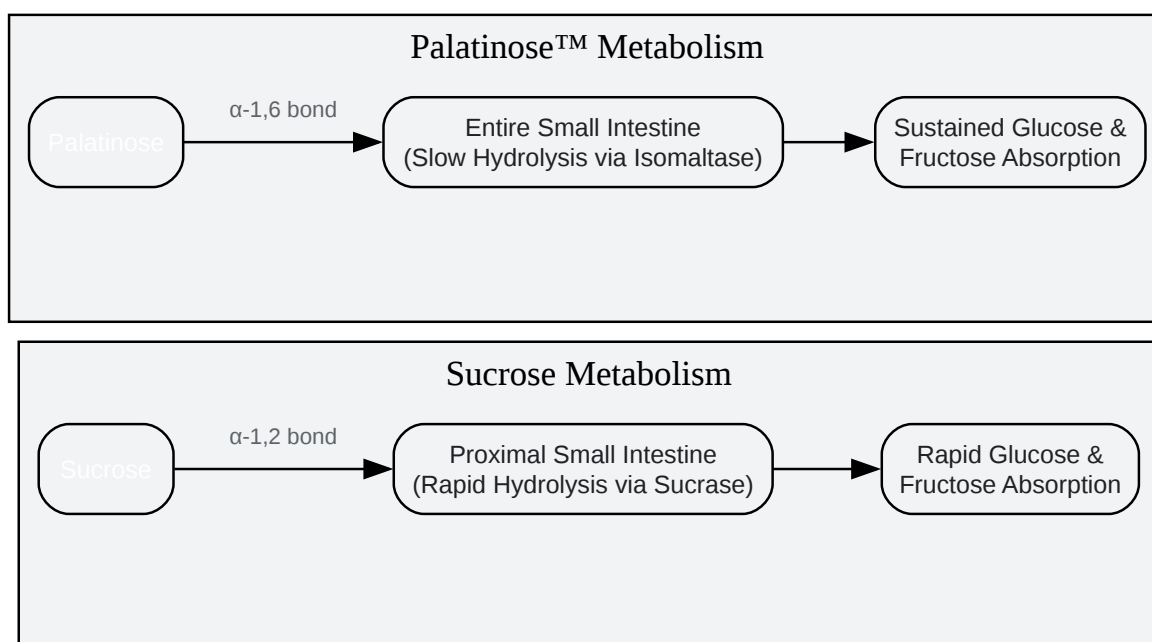 Palatinose™ Metabolism
Palatinose
α-1,6 bond
Entire Small Intestine
(Slow Hydrolysis via Isomaltase)
Sustained Glucose &
Fructose Absorption
Sucrose Metabolism
Sucrose
α-1,2 bond
Proximal Small Intestine
(Rapid Hydrolysis via Sucrase)
Rapid Glucose &
Fructose Absorption